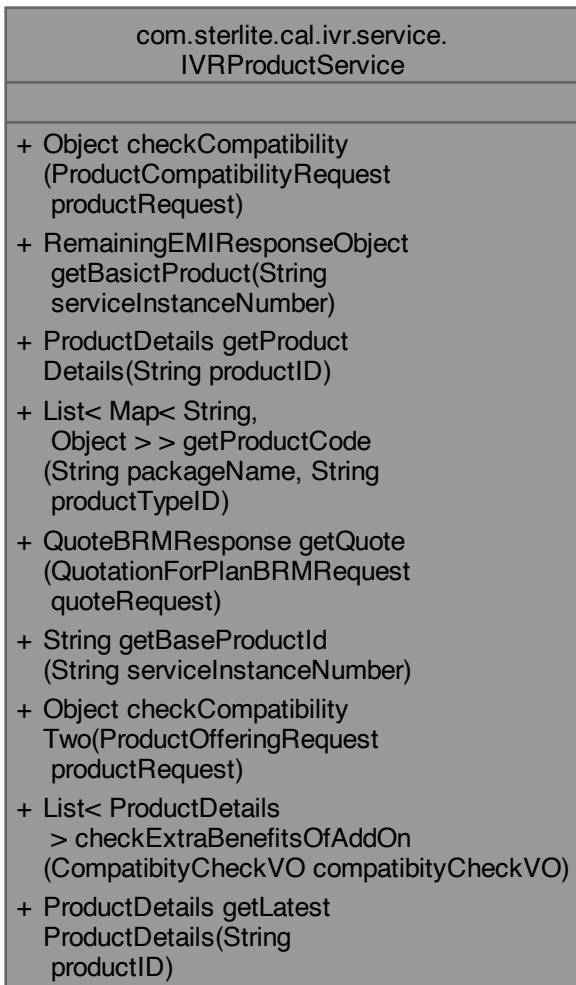 com.sterlite.cal.ivr.service.
IVRProductService
+ Object checkCompatibility
(ProductCompatibilityRequest
productRequest)
+ RemainingEMIResponseObject
getBasictProduct(String
serviceInstanceNumber)
+ ProductDetails getProduct
Details(String productID)
+ List< Map< String,
Object > > getProductCode
(String packageName, String
productTypeID)
+ QuoteBRMResponse getQuote
(QuotationForPlanBRMRequest
quoteRequest)
+ String getBaseProductId
(String serviceInstanceNumber)
+ Object checkCompatibility
Two(ProductOfferingRequest
productRequest)
+ List< ProductDetails
> checkExtraBenefitsOfAddOn
(CompatibityCheckVO compatibityCheckVO)
+ ProductDetails getLatest
ProductDetails(String
productID)